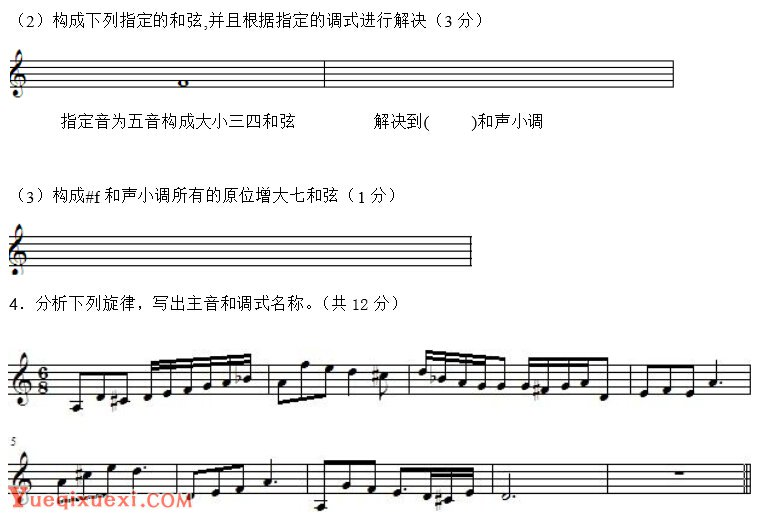 （2）构成下列指定的和弦,并且根据指定的调式进行解决（3 分）
指定音为五音构成大小三四和弦 解决到( )和声小调
（3）构成#f 和声小调所有的原位增大七和弦（1 分）
4．分析下列旋律，写出主音和调式名称。（共 12 分）
6
8
5
Yueqixuexi.com